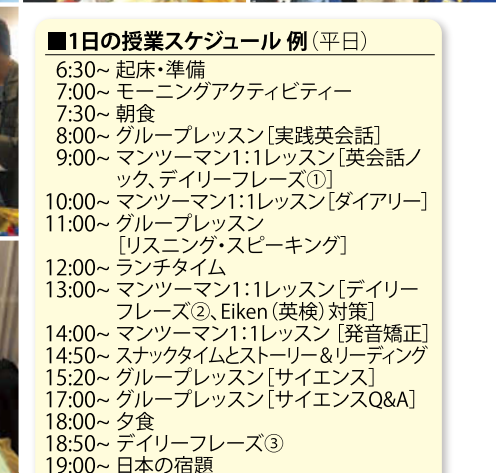 ■1日の授業スケジュール 例（平日）
6:30~ 起床・準備
7:00~ モーニングアクティビティー
7:30~ 朝食
8:00~ グループレッスン［実践英会話］
9:00~ マンツーマン1：1レッスン［英会話ノ
ック、デイリーフレーズ①］
10:00~ マンツーマン1：1レッスン［ダイアリー］
11:00~ グループレッスン
［リスニング・スピーキング］
12:00~ ランチタイム
13:00~ マンツーマン1：1レッスン［デイリー
フレーズ②、Eiken（英検）対策］
14:00~ マンツーマン1：1レッスン ［発音矯正］
14:50~ スナックタイムとストーリー＆リーディング
15:20~ グループレッスン［サイエンス］
17:00~ グループレッスン［サイエンスQ&A］
18:00~ 夕食
18:50~ デイリーフレーズ③
19:00~ 日本の宿題